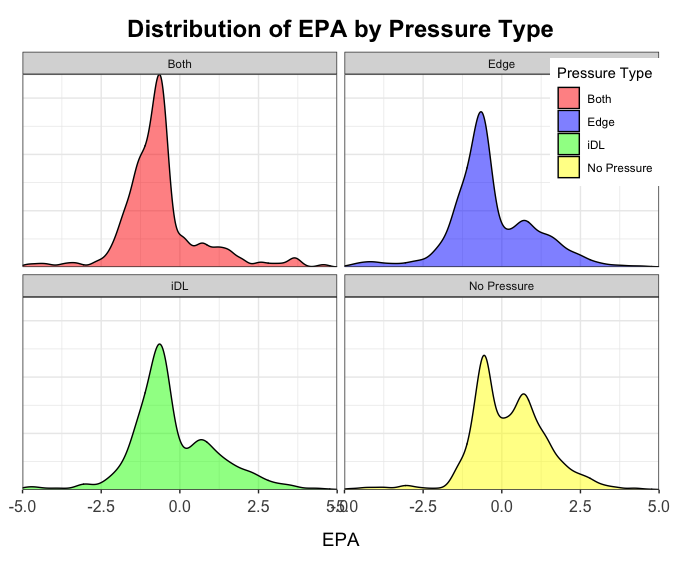 Distribution of EPA by Pressure Type
Both
Edge
Pressure Type
Both
Edge
iDL
No Pressure
iDL
No Pressure
-5.0 -2.5 0.0 2.5 5.0
-5.0 -2.5 0.0 2.5 5.0
EPA